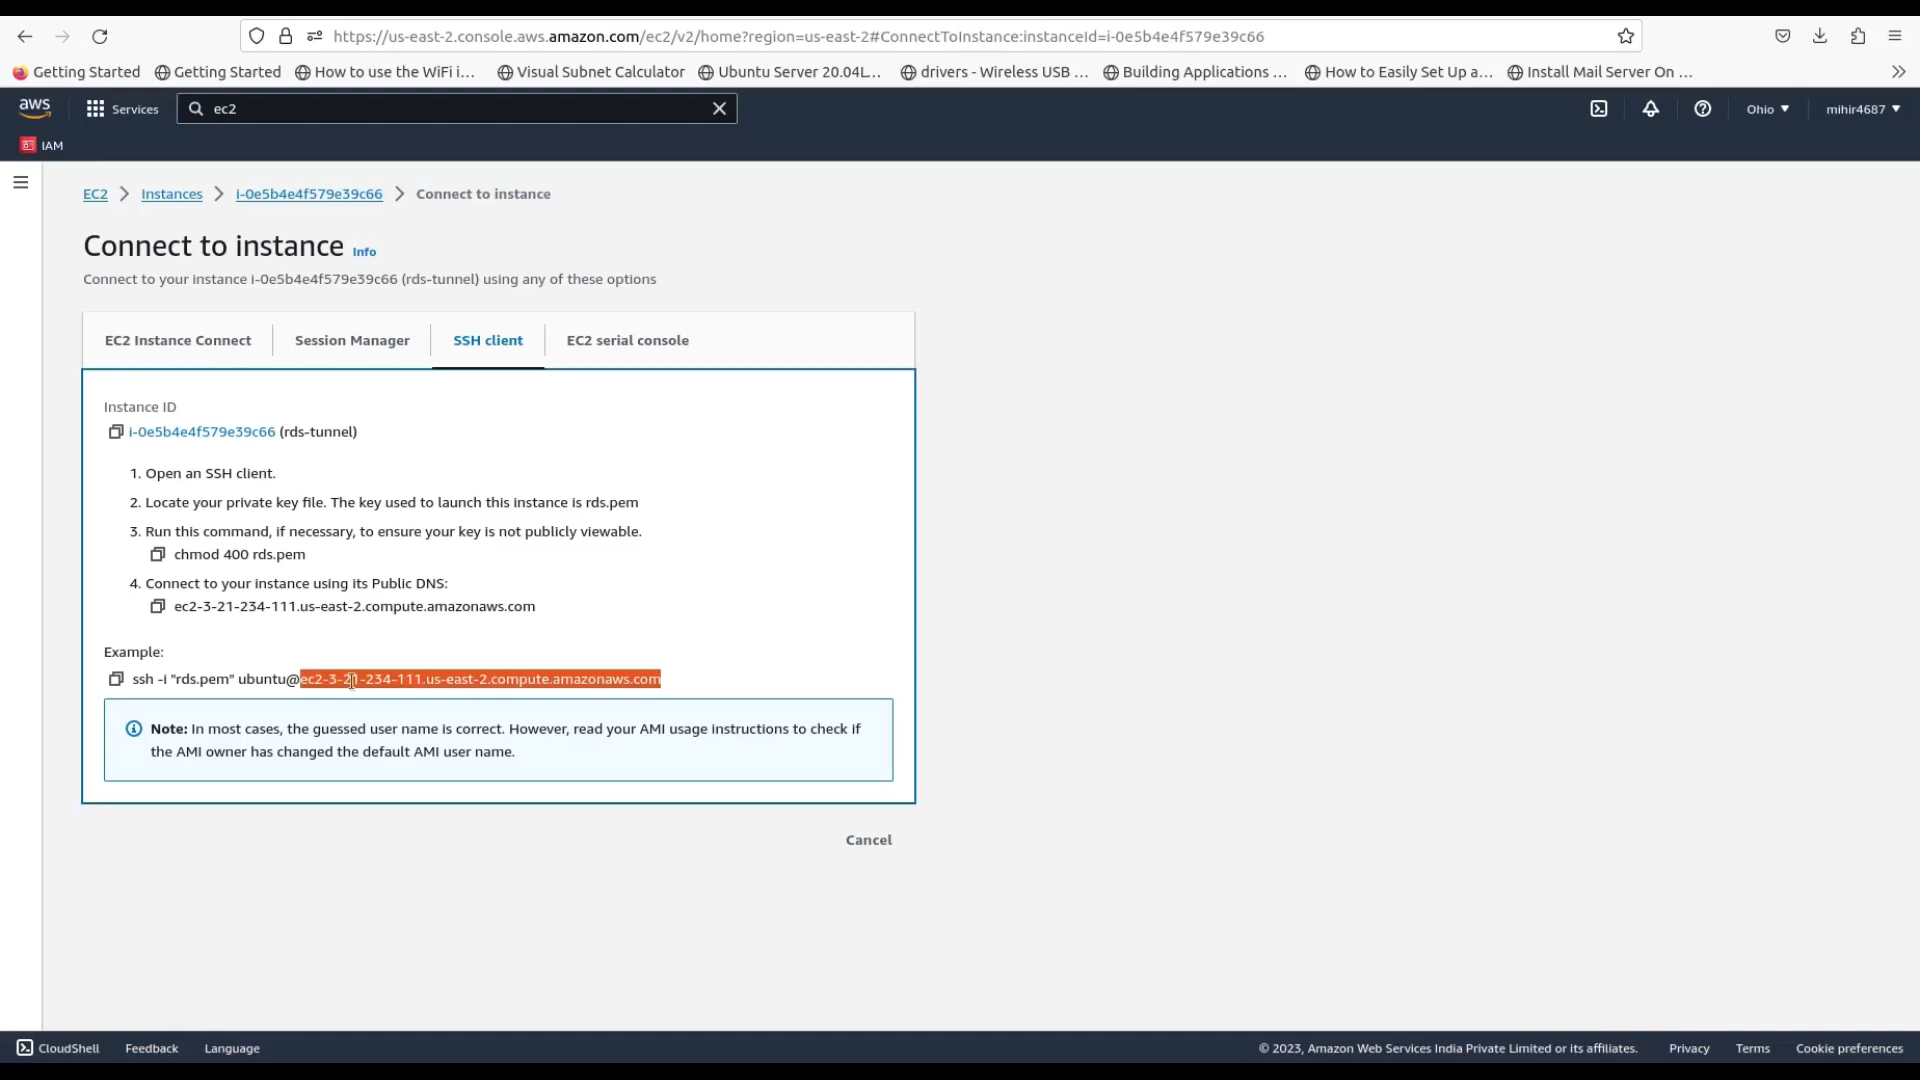 https://us-east-2.console.aws.amazon.com/ec2/v2/home?region=us-east-2#ConnectToInstance:instanceId=i-0e5b4e4f579e39c66
Getting Started Getting Started How to use the WiFi i... Visual Subnet Calculator Ubuntu Server 20.04L... drivers - Wireless USB ... Building Applications ... How to Easily Set Up a... Install Mail Server On ...
aws Services ec2 Ohio mihir4687
IAM
EC2 Instances i-0e5b4e4f579e39c66 Connect to instance
Connect to instance Info
Connect to your instance i-0e5b4e4f579e39c66 (rds-tunnel) using any of these options
EC2 Instance Connect Session Manager SSH client EC2 serial console
Instance ID
i-0e5b4e4f579e39c66 (rds-tunnel)
1. Open an SSH client.
2. Locate your private key file. The key used to launch this instance is rds.pem
3. Run this command, if necessary, to ensure your key is not publicly viewable.
chmod 400 rds.pem
4. Connect to your instance using its Public DNS:
ec2-3-21-234-111.us-east-2.compute.amazonaws.com
Example:
ssh -i "rds.pem" ubuntu@ec2-3-21-234-111.us-east-2.compute.amazonaws.com
Note: In most cases, the guessed user name is correct. However, read your AMI usage instructions to check if
the AMI owner has changed the default AMI user name.
Cancel
CloudShell Feedback Language © 2023, Amazon Web Services India Private Limited or its affiliates. Privacy Terms Cookie preferences